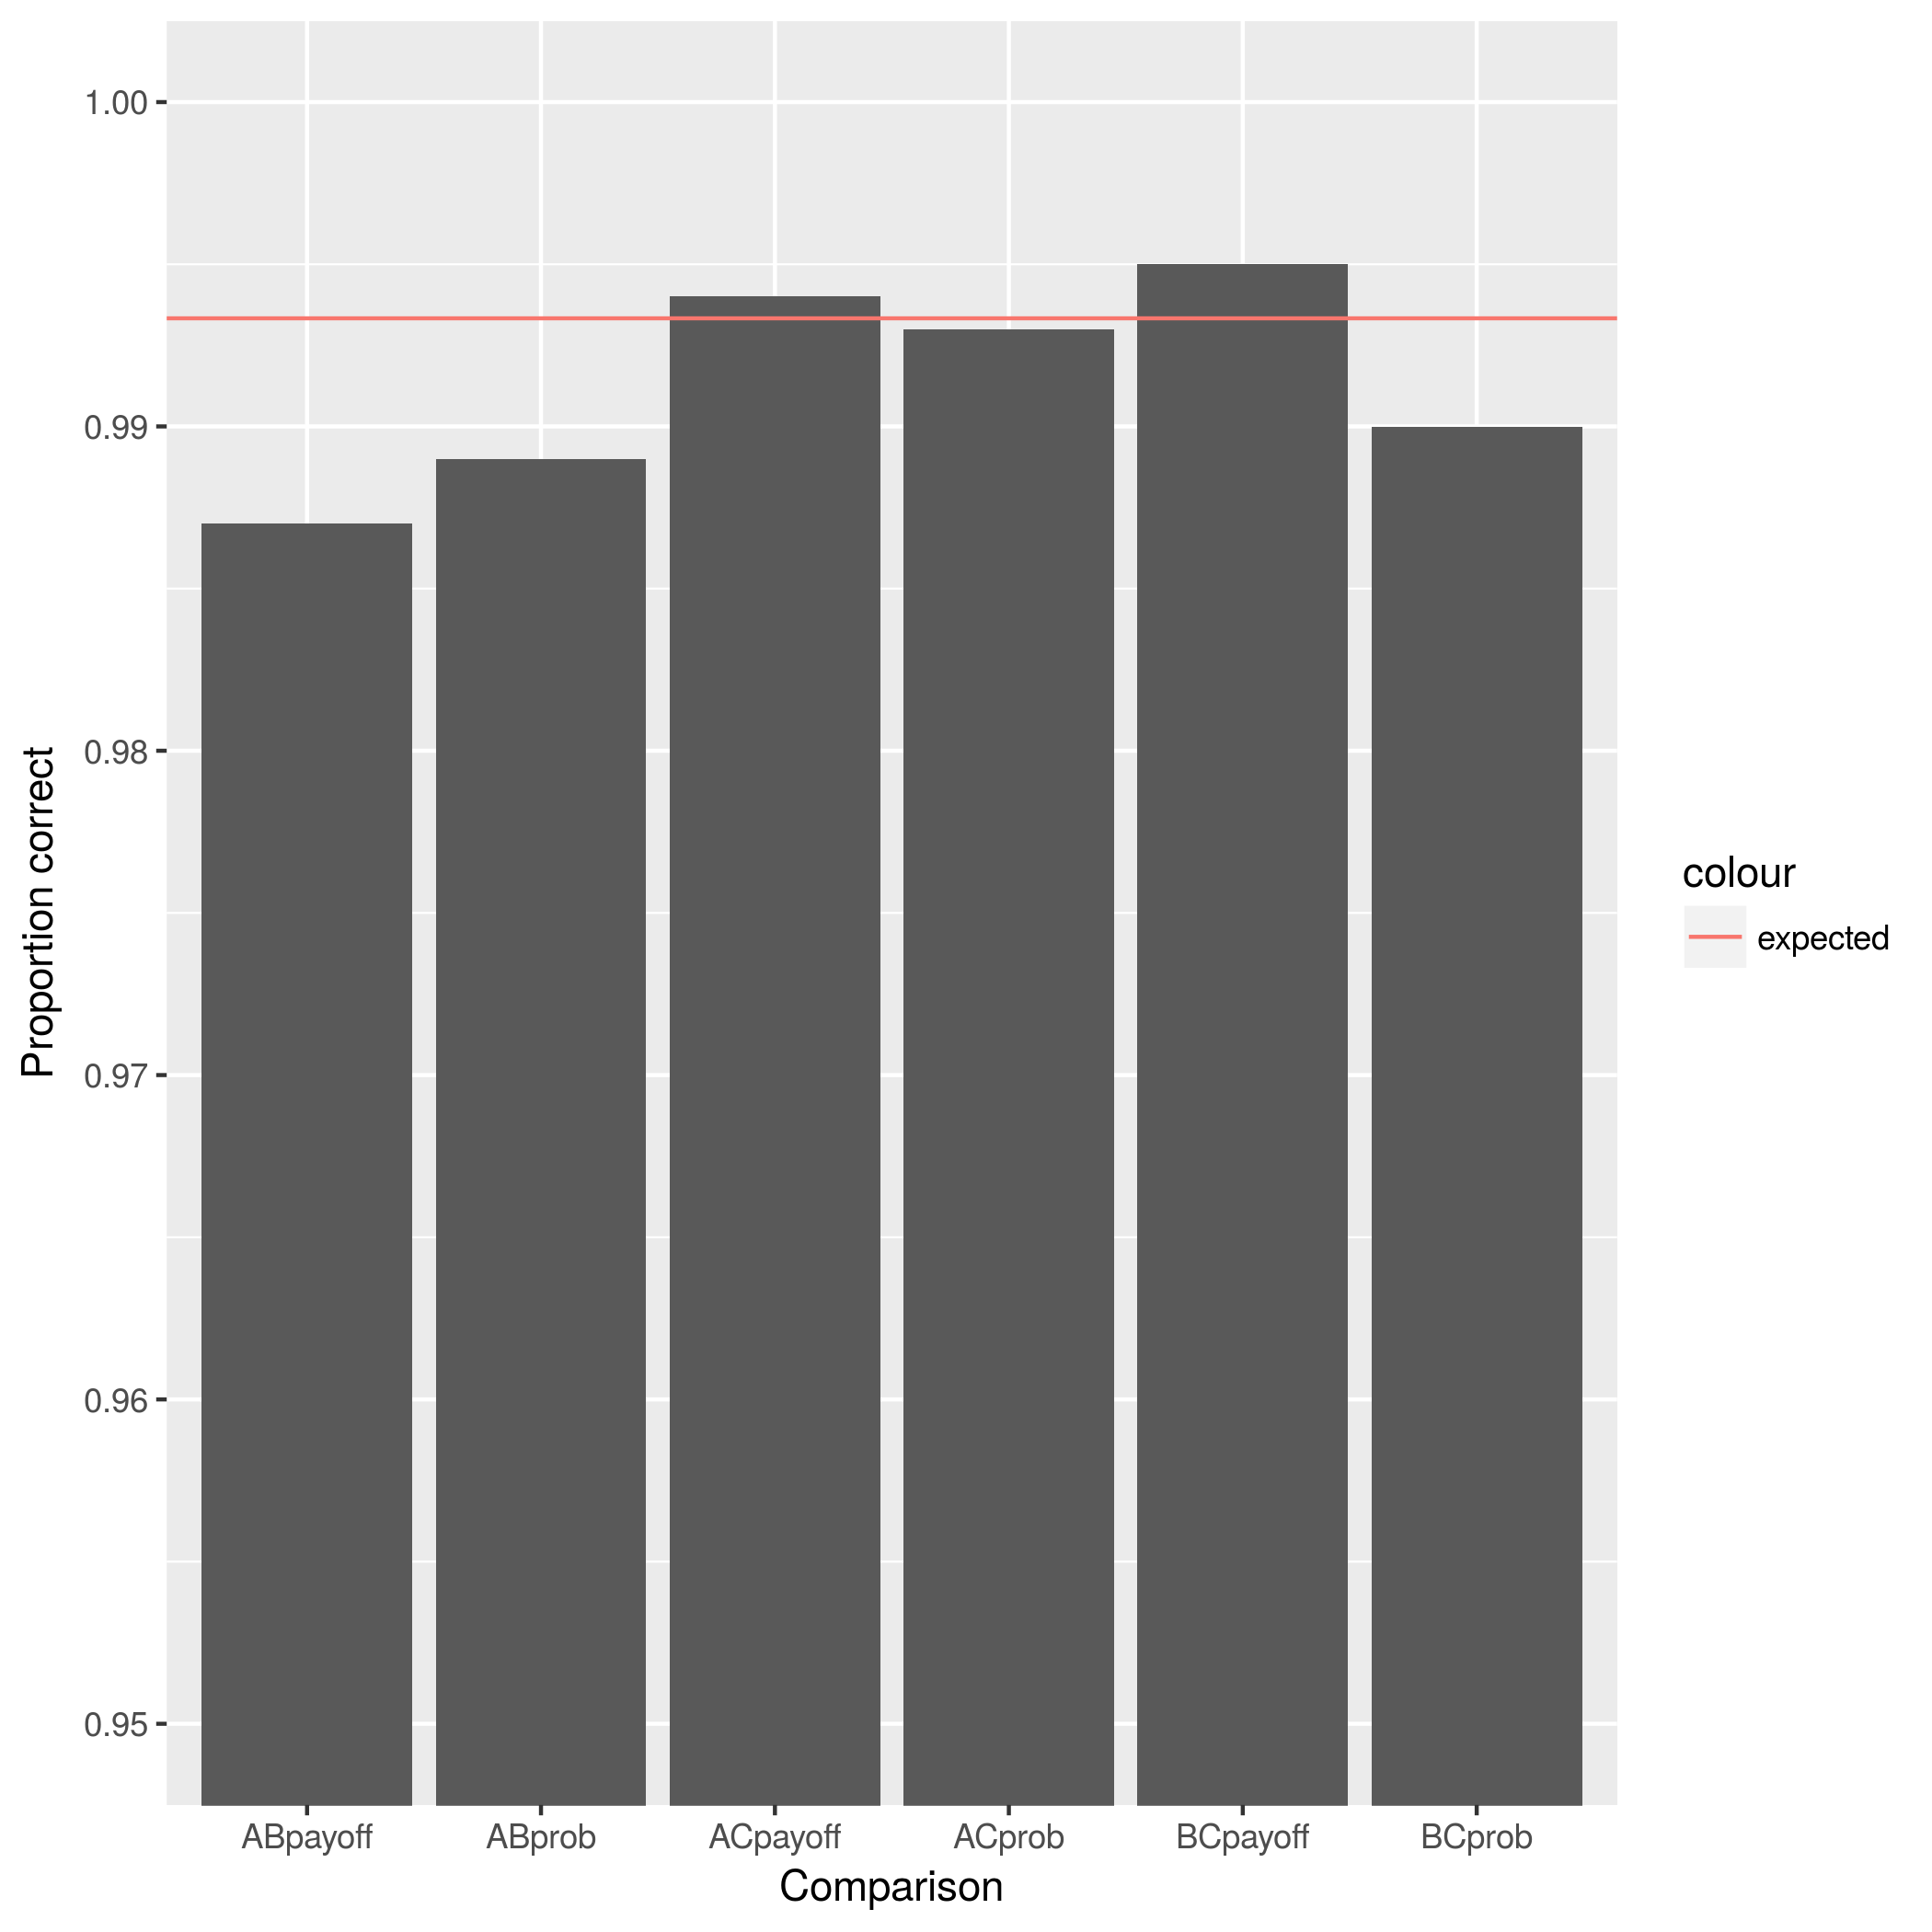 1.00
0.99
0.98
0.97
0.96
0.95
Proportion correct
ABpayoff
ABprob
ACpayoff
ACprob
BCpayoff
BCprob
Comparison
colour
expected